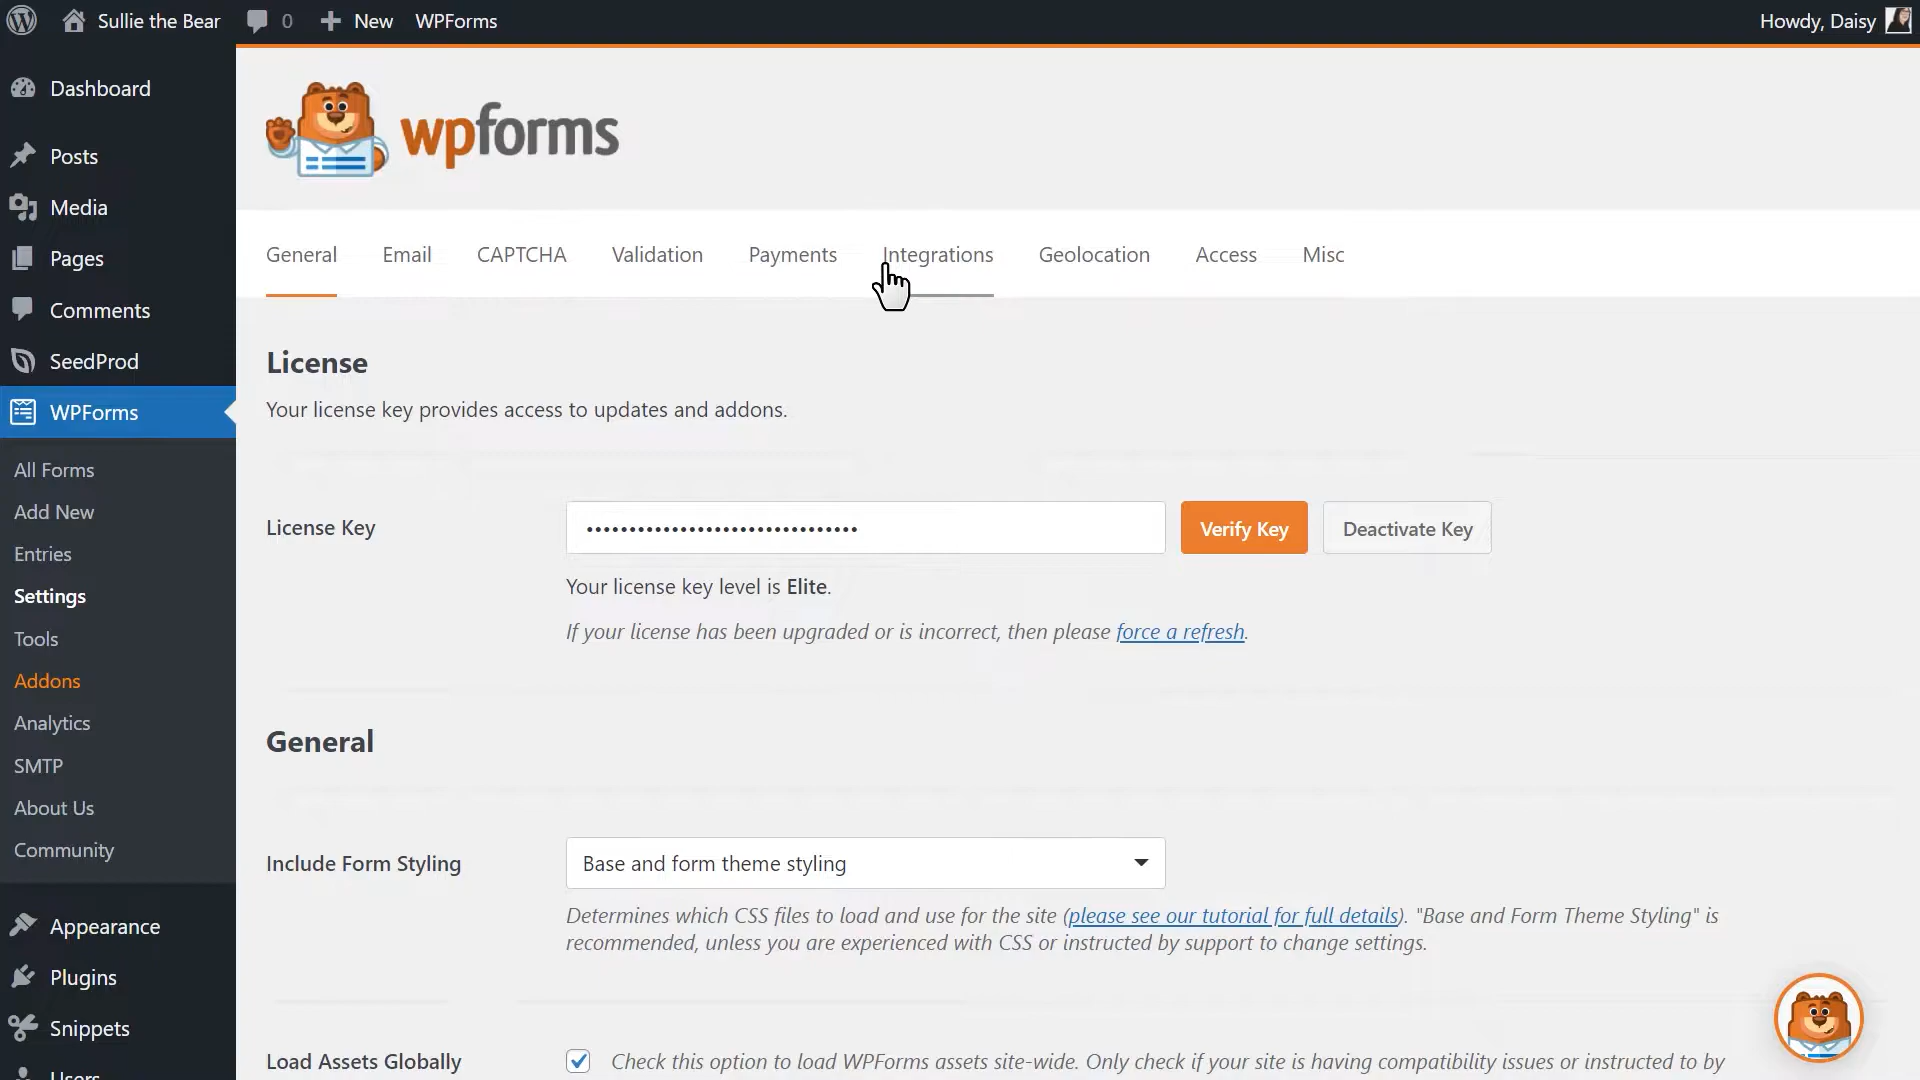 Sullie the Bear
0
New
WPForms
Howdy, Daisy
Dashboard
Posts
Media
Pages
Comments
SeedProd
WPForms
All Forms
Add New
Entries
Settings
Tools
Addons
Analytics
SMTP
About Us
Community
Appearance
Plugins
Snippets
Users
wpforms
General
Email
CAPTCHA
Validation
Payments
Integrations
Geolocation
Access
Misc
License
Your license key provides access to updates and addons.
License Key
••••••••••••••••••••••••••••••••
Verify Key
Deactivate Key
Your license key level is Elite.
If your license has been upgraded or is incorrect, then please force a refresh.
General
Include Form Styling
Base and form theme styling
Determines which CSS files to load and use for the site (please see our tutorial for full details). "Base and Form Theme Styling" is
recommended, unless you are experienced with CSS or instructed by support to change settings.
Load Assets Globally
Check this option to load WPForms assets site-wide. Only check if your site is having compatibility issues or instructed to by